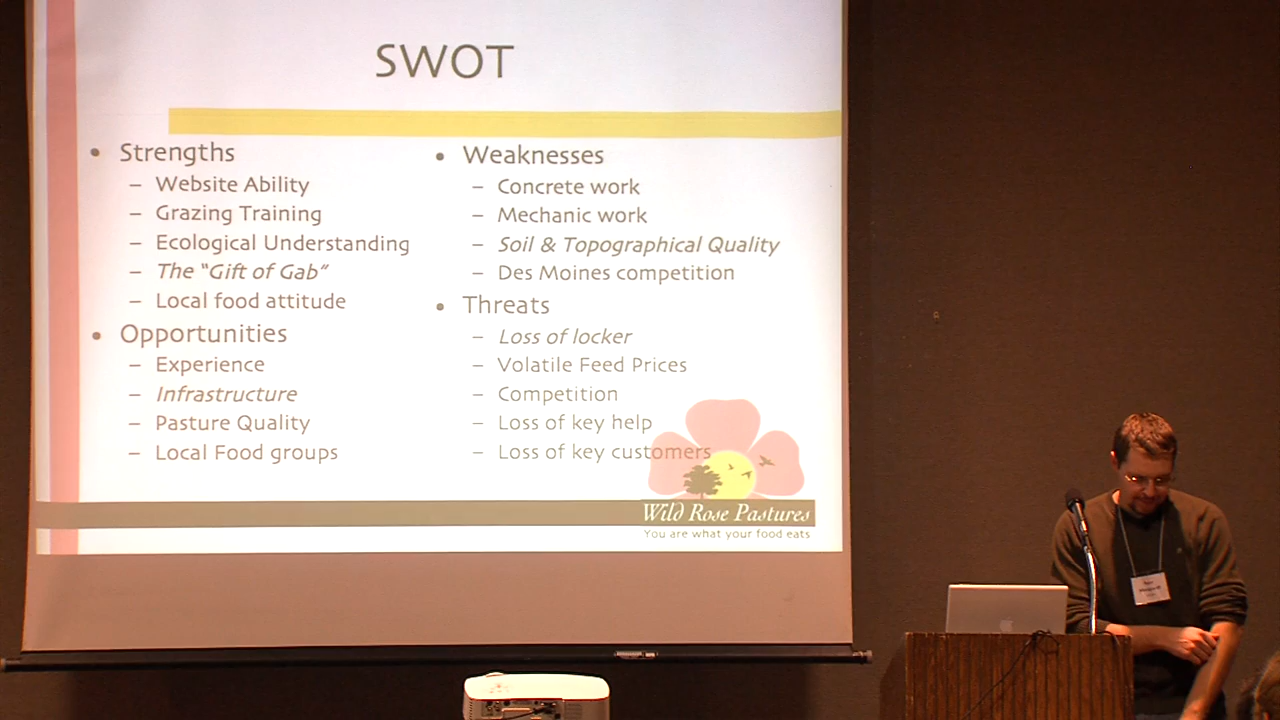 SWOT
• Strengths
– Website Ability
– Grazing Training
– Ecological Understanding
– The “Gift of Gab”
– Local food attitude
• Opportunities
– Experience
– Infrastructure
– Pasture Quality
– Local Food groups
• Weaknesses
– Concrete work
– Mechanic work
– Soil & Topographical Quality
– Des Moines competition
• Threats
– Loss of locker
– Volatile Feed Prices
– Competition
– Loss of key help
– Loss of key customers
Wild Rose Pastures
You are what your food eats